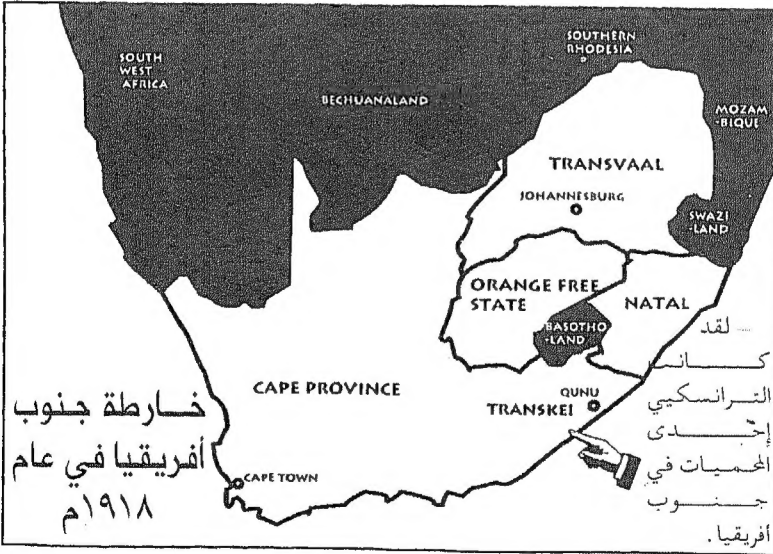 SOUTHERN
RHODESIA
SOUTH
WEST
AFRICA
BECHUANALAND
MOZAM
-BIQUE
TRANSVAAL
JOHANNESBURG
SWAZI
-LAND
ORANGE FREE
STATE
NATAL
BASOTHO
-LAND
CAPE PROVINCE
QUNU
TRANSKEI
CAPE TOWN
خارطة جنوب
أفريقيا في عام
١٩١٨م
لقد
كانت
الترانسكيي
إحدى
المحميات في
جنوب
أفريقيا.